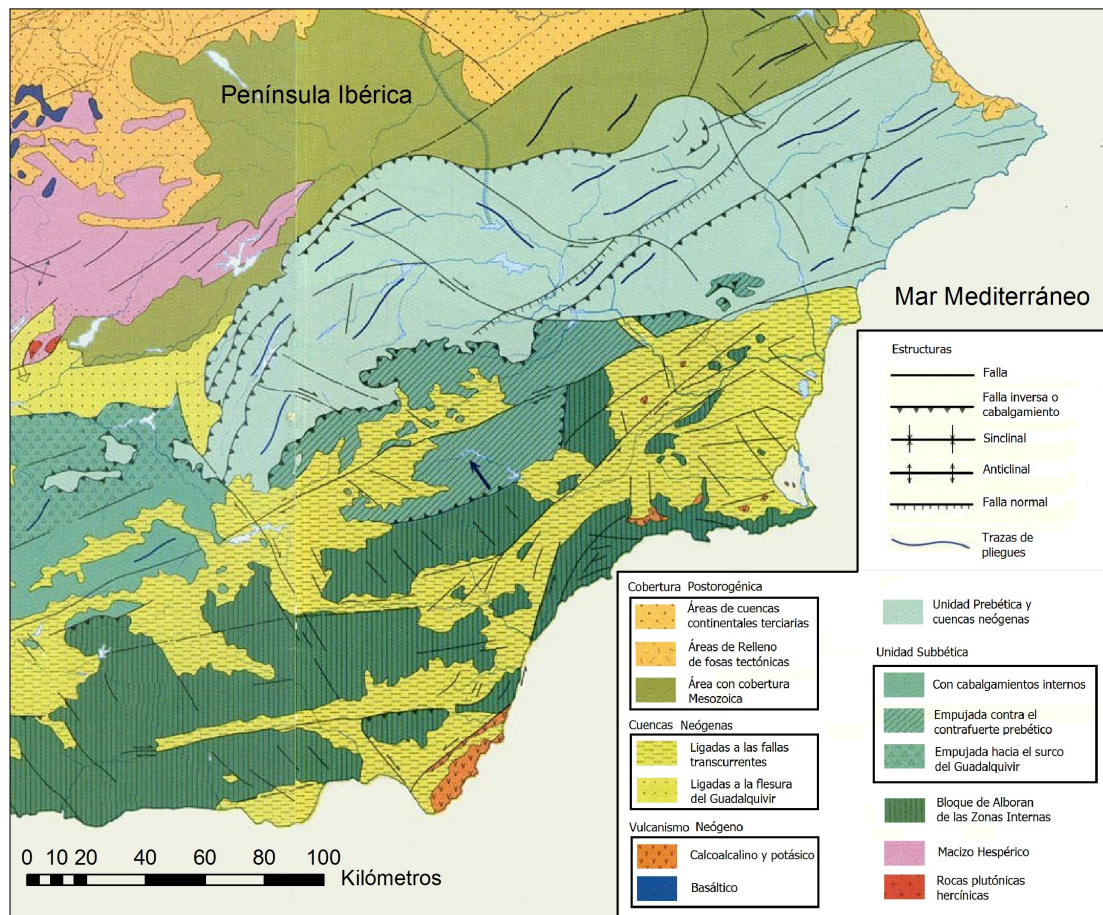 Península Ibérica
Mar Mediterráneo
Estructuras
Falla
Falla inversa o
cabalgamiento
Sinclinal
Anticlinal
Falla normal
Trazas de
pliegues
Cobertura Postorogénica
Áreas de cuencas
continentales terciarias
Áreas de Relleno
de fosas tectónicas
Área con cobertura
Mesozoica
Cuencas Neógenas
Ligadas a las fallas
transcurrentes
Ligadas a la flesura
del Guadalquivir
Vulcanismo Neógeno
Calcoalcalino y potásico
Basáltico
Unidad Prebética y
cuencas neógenas
Unidad Subbética
Con cabalgamientos internos
Empujada contra el
contrafuerte prebético
Empujada hacia el surco
del Guadalquivir
Bloque de Alboran
de las Zonas Internas
Macizo Hespérico
Rocas plutónicas
hercínicas
0 10 20 40 60 80 100
Kilómetros